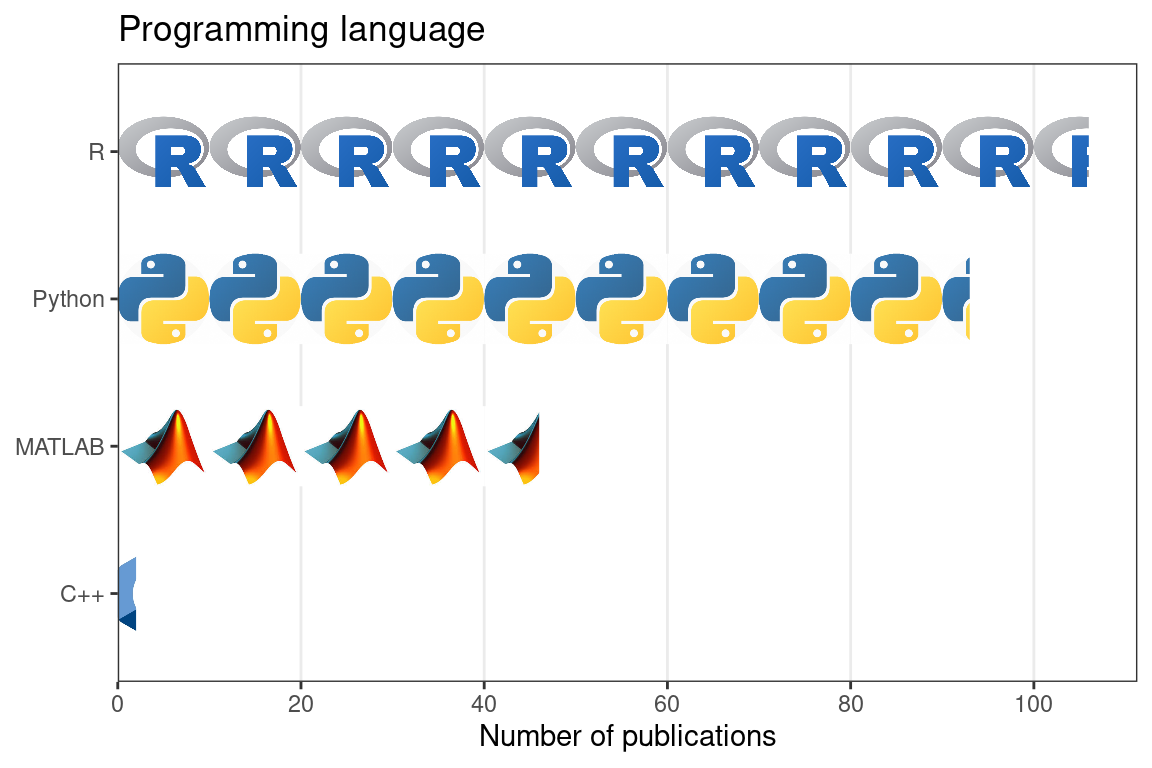 Programming language
R
R R R R R R R R R R R
Python
MATLAB
C++
0 20 40 60 80 100
Number of publications